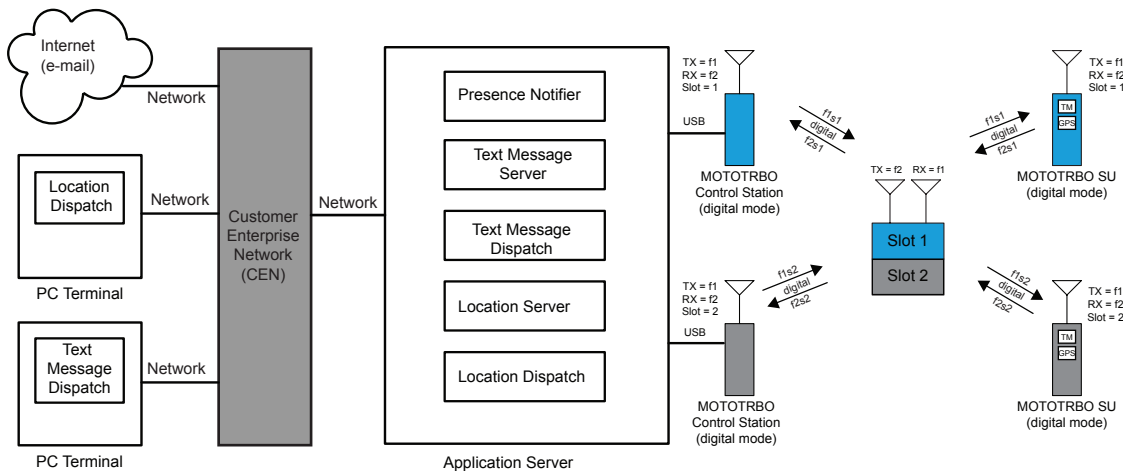 Internet
(e-mail)
Network
Location
Dispatch
PC Terminal
Network
Text
Message
Dispatch
PC Terminal
Network
Customer
Enterprise
Network
(CEN)
Network
Presence Notifier
Text Message
Server
Text Message
Dispatch
Location Server
Location Dispatch
Application Server
USB
TX = f1
RX = f2
Slot = 1
MOTOTRBO
Control Station
(digital mode)
f1s1
digital
f2s1
USB
TX = f1
RX = f2
Slot = 2
MOTOTRBO
Control Station
(digital mode)
f1s2
digital
f2s2
TX = f2
RX = f1
Slot 1
Slot 2
f1s1
digital
f2s1
TX = f1
RX = f2
Slot = 1
TM
GPS
MOTOTRBO SU
(digital mode)
f1s2
digital
f2s2
TX = f1
RX = f2
Slot = 2
TM
GPS
MOTOTRBO SU
(digital mode)